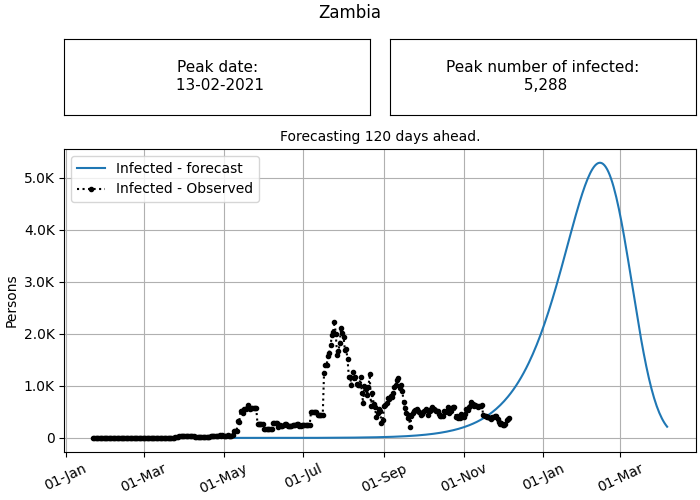 Zambia
Peak date:
13-02-2021
Peak number of infected:
5,288
Forecasting 120 days ahead.
Infected - forecast
Infected - Observed
Persons
5.0K
4.0K
3.0K
2.0K
1.0K
0
01-Jan
01-Mar
01-May
01-Jul
01-Sep
01-Nov
01-Jan
01-Mar